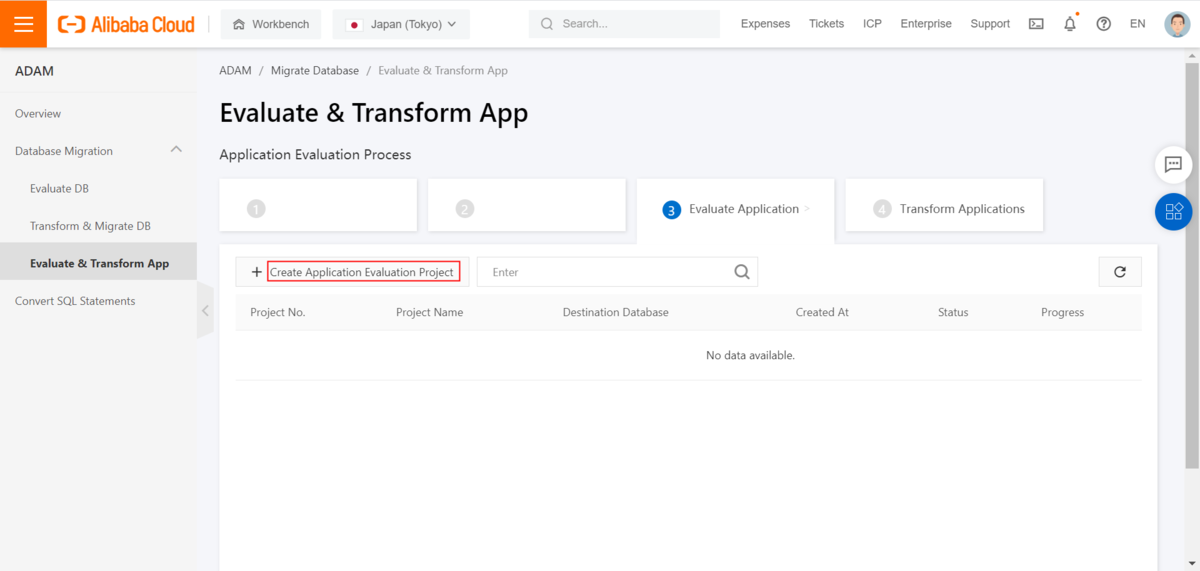 Alibaba Cloud
Workbench
Japan (Tokyo)
Search...
Expenses
Tickets
ICP
Enterprise
Support
EN
ADAM
Overview
Database Migration
Evaluate DB
Transform & Migrate DB
Evaluate & Transform App
Convert SQL Statements
ADAM / Migrate Database / Evaluate & Transform App
Evaluate & Transform App
Application Evaluation Process
1
2
3 Evaluate Application >
4 Transform Applications
+ Create Application Evaluation Project
Enter
Project No.
Project Name
Destination Database
Created At
Status
Progress
No data available.